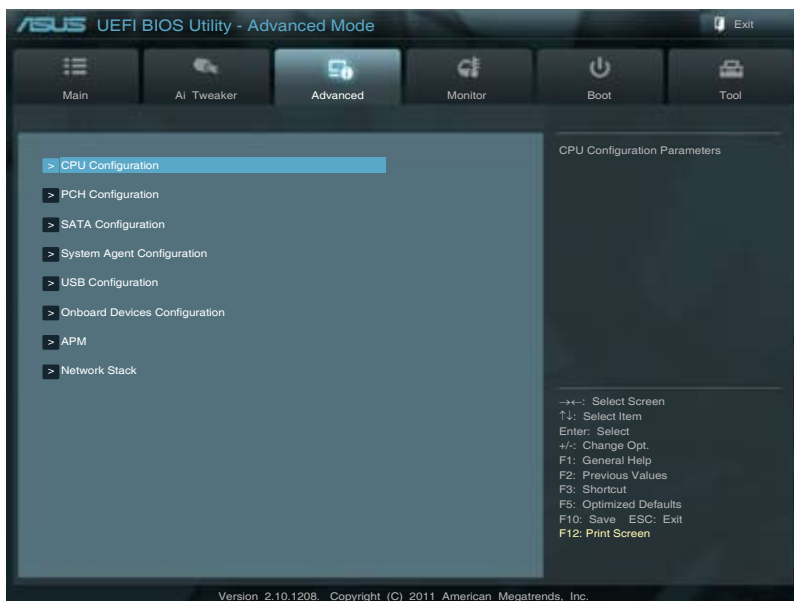 ASUS UEFI BIOS Utility - Advanced Mode
Exit
Main
Ai Tweaker
Advanced
Monitor
Boot
Tool
> CPU Configuration
> PCH Configuration
> SATA Configuration
> System Agent Configuration
> USB Configuration
> Onboard Devices Configuration
> APM
> Network Stack
CPU Configuration Parameters
→←: Select Screen
↑↓: Select Item
Enter: Select
+/-: Change Opt.
F1: General Help
F2: Previous Values
F3: Shortcut
F5: Optimized Defaults
F10: Save ESC: Exit
F12: Print Screen
Version 2.10.1208. Copyright (C) 2011 American Megatrends, Inc.